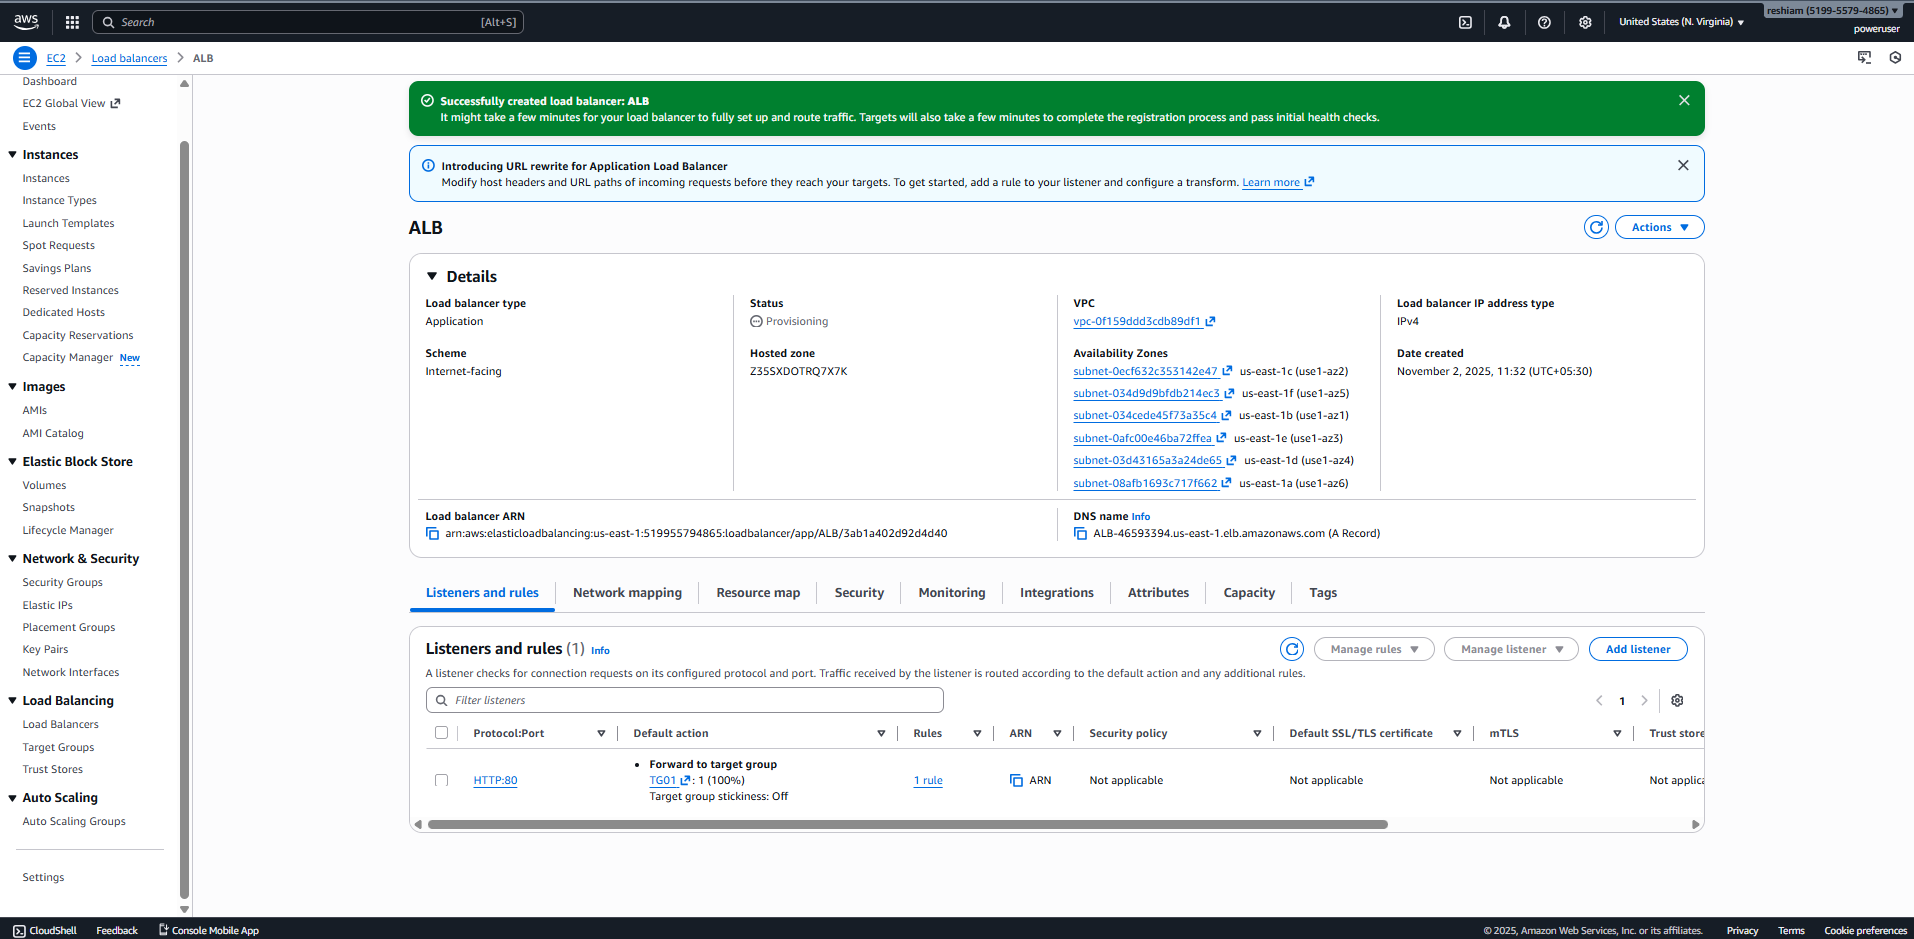 aws
Search [Alt+S]
United States (N. Virginia)
reshiam (5199-5579-4865)
poweruser
EC2 Load balancers ALB
Dashboard
EC2 Global View
Events
Instances
Instances
Instance Types
Launch Templates
Spot Requests
Savings Plans
Reserved Instances
Dedicated Hosts
Capacity Reservations
Capacity Manager New
Images
AMIs
AMI Catalog
Elastic Block Store
Volumes
Snapshots
Lifecycle Manager
Network & Security
Security Groups
Elastic IPs
Placement Groups
Key Pairs
Network Interfaces
Load Balancing
Load Balancers
Target Groups
Trust Stores
Auto Scaling
Auto Scaling Groups
Settings
Successfully created load balancer: ALB
It might take a few minutes for your load balancer to fully set up and route traffic. Targets will also take a few minutes to complete the registration process and pass initial health checks.
Introducing URL rewrite for Application Load Balancer
Modify host headers and URL paths of incoming requests before they reach your targets. To get started, add a rule to your listener and configure a transform. Learn more
ALB
Actions
Details
Load balancer type
Application
Scheme
Internet-facing
Status
Provisioning
Hosted zone
Z35SXDOTRQ7X7K
VPC
vpc-0f159ddd3cdb89df1
Availability Zones
subnet-0ecf632c353142e47 us-east-1c (use1-az2)
subnet-034d9d9bfdb214ec3 us-east-1f (use1-az5)
subnet-034cede45f73a35c4 us-east-1b (use1-az1)
subnet-0afc00e46ba72ffea us-east-1e (use1-az3)
subnet-03d43165a3a24de65 us-east-1d (use1-az4)
subnet-08afb1693c717f662 us-east-1a (use1-az6)
Load balancer IP address type
IPv4
Date created
November 2, 2025, 11:32 (UTC+05:30)
Load balancer ARN
arn:aws:elasticloadbalancing:us-east-1:519955794865:loadbalancer/app/ALB/3ab1a402d92d4d40
DNS name Info
ALB-46593394.us-east-1.elb.amazonaws.com (A Record)
Listeners and rules Network mapping Resource map Security Monitoring Integrations Attributes Capacity Tags
Listeners and rules (1) Info
Manage rules Manage listener Add listener
A listener checks for connection requests on its configured protocol and port. Traffic received by the listener is routed according to the default action and any additional rules.
Filter listeners
1
Protocol:Port Default action Rules ARN Security policy Default SSL/TLS certificate mTLS Trust store
HTTP:80
• Forward to target group
TG01 : 1 (100%)
Target group stickiness: Off
1 rule ARN Not applicable Not applicable Not applicable Not applica
CloudShell Feedback Console Mobile App
© 2025, Amazon Web Services, Inc. or its affiliates. Privacy Terms Cookie preferences